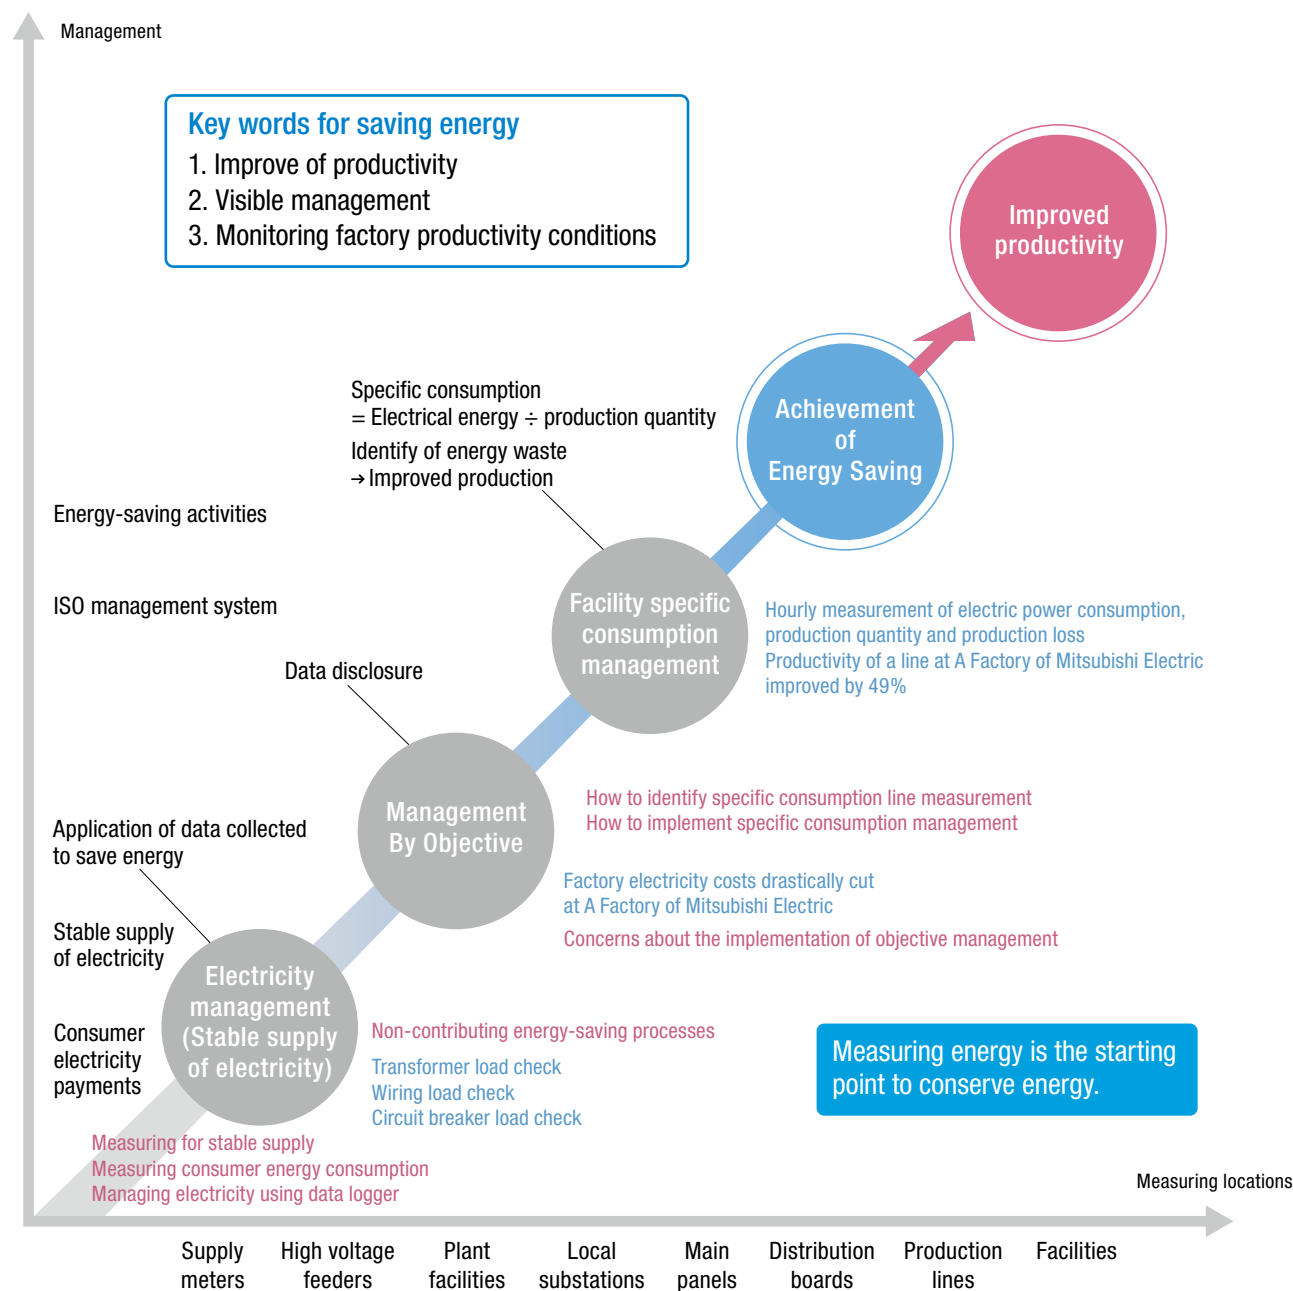 Management
Key words for saving energy
1. Improve of productivity
2. Visible management
3. Monitoring factory productivity conditions
Improved
productivity
Specific consumption
= Electrical energy ÷ production quantity
Identify of energy waste
→ Improved production
Achievement
of
Energy Saving
Energy-saving activities
ISO management system
Facility specific
consumption
management
Hourly measurement of electric power consumption,
production quantity and production loss
Productivity of a line at A Factory of Mitsubishi Electric
improved by 49%
Data disclosure
Management
By Objective
How to identify specific consumption line measurement
How to implement specific consumption management
Application of data collected
to save energy
Factory electricity costs drastically cut
at A Factory of Mitsubishi Electric
Concerns about the implementation of objective management
Stable supply
of electricity
Electricity
management
(Stable supply
of electricity)
Consumer
electricity
payments
Non-contributing energy-saving processes
Transformer load check
Wiring load check
Circuit breaker load check
Measuring energy is the starting
point to conserve energy.
Measuring for stable supply
Measuring consumer energy consumption
Managing electricity using data logger
Measuring locations
Supply
meters
High voltage
feeders
Plant
facilities
Local
substations
Main
panels
Distribution
boards
Production
lines
Facilities